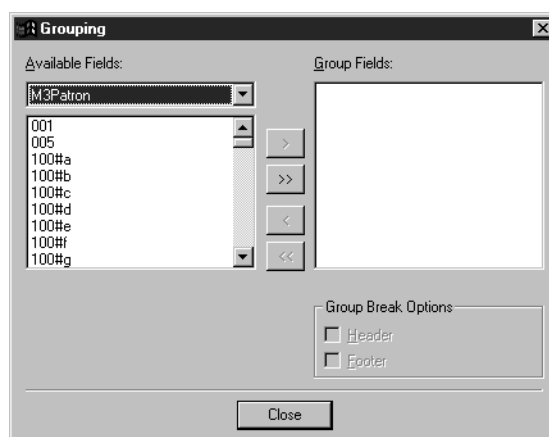 Grouping
Available Fields:
Group Fields:
M3Patron
001
005
100#a
100#b
100#c
100#d
100#e
100#f
100#g
>
>>
<
<<
Group Break Options
Header
Footer
Close